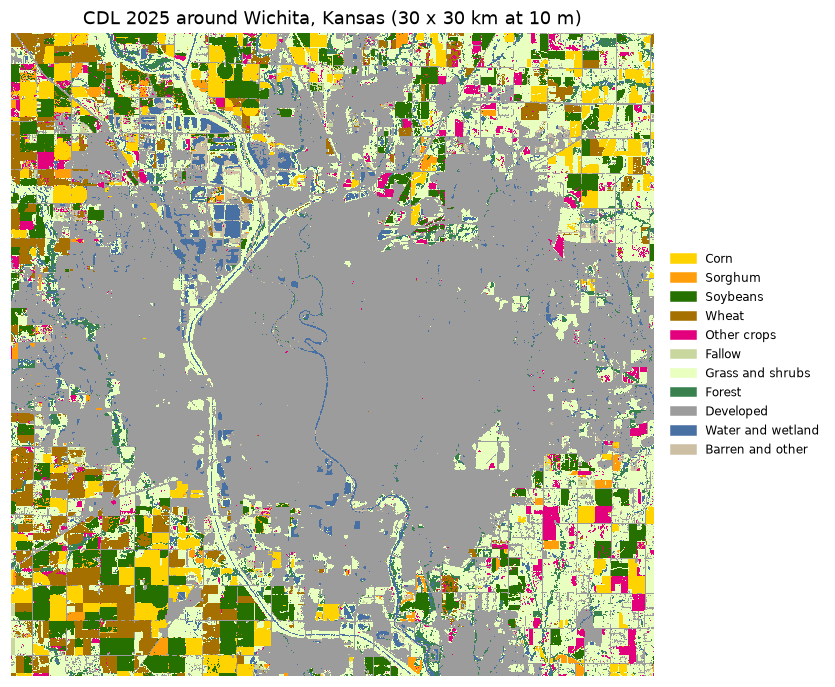 CDL 2025 around Wichita, Kansas (30 x 30 km at 10 m)
Corn
Sorghum
Soybeans
Wheat
Other crops
Fallow
Grass and shrubs
Forest
Developed
Water and wetland
Barren and other